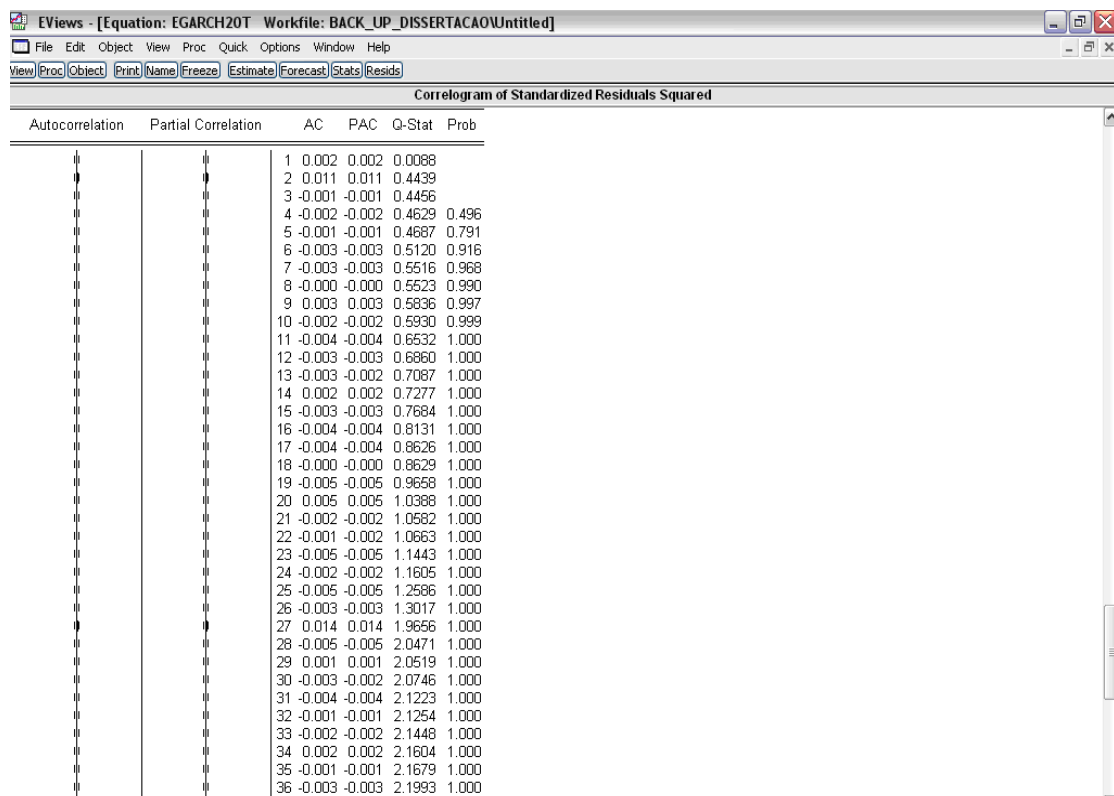 EViews - [Equation: EGARCH20T   Workfile: BACK_UP_DISSERTACAO\Untitled]
File Edit Object View Proc Quick Options Window Help
View Proc Object Print Name Freeze Estimate Forecast Stats Resids
Correlogram of Standardized Residuals Squared
Autocorrelation Partial Correlation AC PAC Q-Stat Prob
1 0.002 0.002 0.0088
2 0.011 0.011 0.4439
3 -0.001 -0.001 0.4456
4 -0.002 -0.002 0.4629 0.496
5 -0.001 -0.001 0.4687 0.791
6 -0.003 -0.003 0.5120 0.916
7 -0.003 -0.003 0.5516 0.968
8 -0.000 -0.000 0.5523 0.990
9 0.003 0.003 0.5836 0.997
10 -0.002 -0.002 0.5930 0.999
11 -0.004 -0.004 0.6532 1.000
12 -0.003 -0.003 0.6860 1.000
13 -0.003 -0.002 0.7087 1.000
14 0.002 0.002 0.7277 1.000
15 -0.003 -0.003 0.7684 1.000
16 -0.004 -0.004 0.8131 1.000
17 -0.004 -0.004 0.8626 1.000
18 -0.000 -0.000 0.8629 1.000
19 -0.005 -0.005 0.9658 1.000
20 0.005 0.005 1.0388 1.000
21 -0.002 -0.002 1.0582 1.000
22 -0.001 -0.002 1.0663 1.000
23 -0.005 -0.005 1.1443 1.000
24 -0.002 -0.002 1.1605 1.000
25 -0.005 -0.005 1.2586 1.000
26 -0.003 -0.003 1.3017 1.000
27 0.014 0.014 1.9656 1.000
28 -0.005 -0.005 2.0471 1.000
29 0.001 0.001 2.0519 1.000
30 -0.003 -0.002 2.0746 1.000
31 -0.004 -0.004 2.1223 1.000
32 -0.001 -0.001 2.1254 1.000
33 -0.002 -0.002 2.1448 1.000
34 0.002 0.002 2.1604 1.000
35 -0.001 -0.001 2.1679 1.000
36 -0.003 -0.003 2.1993 1.000